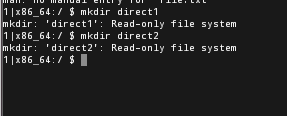 man: no manual entry for 'file.txt'
1|x86_64:/ $ mkdir direct1
mkdir: 'direct1': Read-only file system
1|x86_64:/ $ mkdir direct2
mkdir: 'direct2': Read-only file system
1|x86_64:/ $